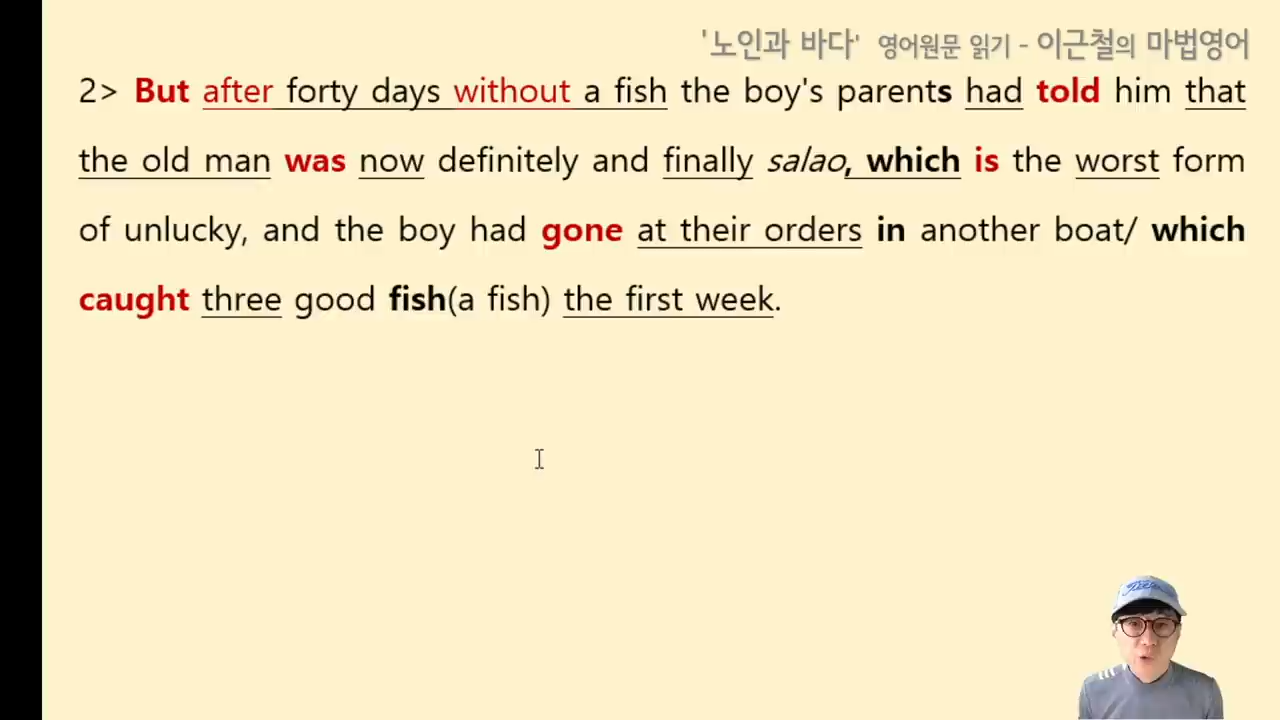 '노인과 바다' 영어원문 읽기 - 이근철의 마법영어
2> But after forty days without a fish the boy's parents had told him that
the old man was now definitely and finally salao, which is the worst form
of unlucky, and the boy had gone at their orders in another boat/ which
caught three good fish(a fish) the first week.